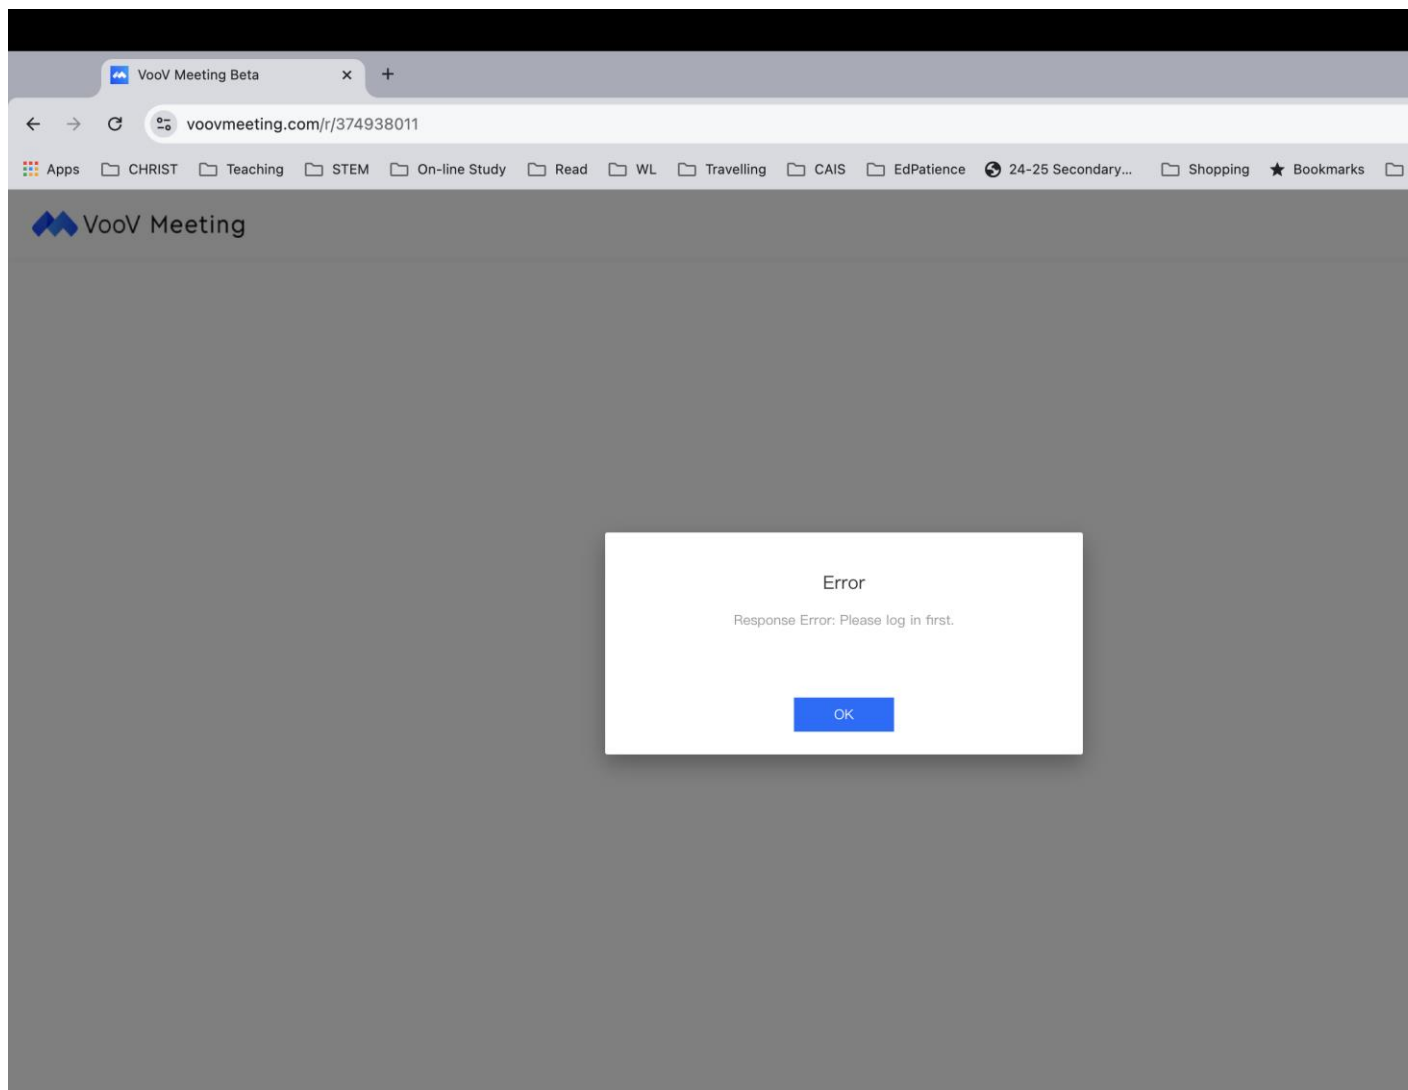 VooV Meeting Beta
voovmeeting.com/r/374938011
Apps CHRIST Teaching STEM On-line Study Read WL Travelling CAIS EdPatience 24-25 Secondary... Shopping Bookmarks
VooV Meeting
Error
Response Error: Please log in first.
OK